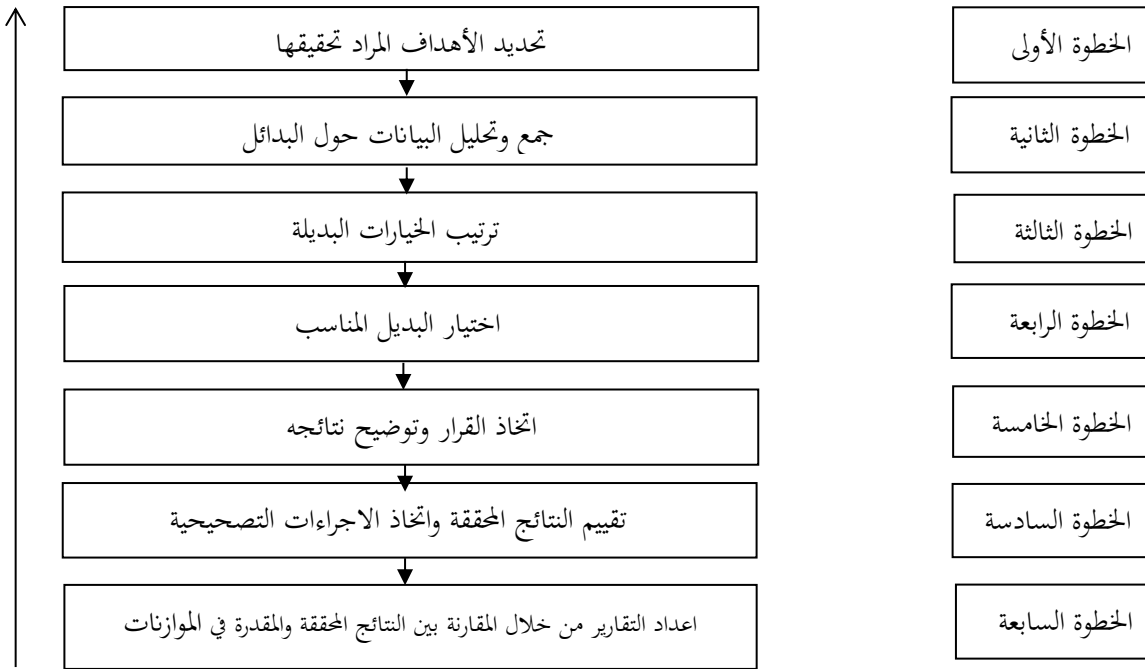 الخطوة الأولى
تحديد الأهداف المراد تحقيقها
الخطوة الثانية
جمع وتحليل البيانات حول البدائل
الخطوة الثالثة
ترتيب الخيارات البديلة
الخطوة الرابعة
اختيار البديل المناسب
الخطوة الخامسة
اتخاذ القرار وتوضيح نتائجه
الخطوة السادسة
تقييم النتائج المحققة واتخاذ الاجراءات التصحيحية
الخطوة السابعة
اعداد التقارير من خلال المقارنة بين النتائج المحققة والمقدرة في الموازنات